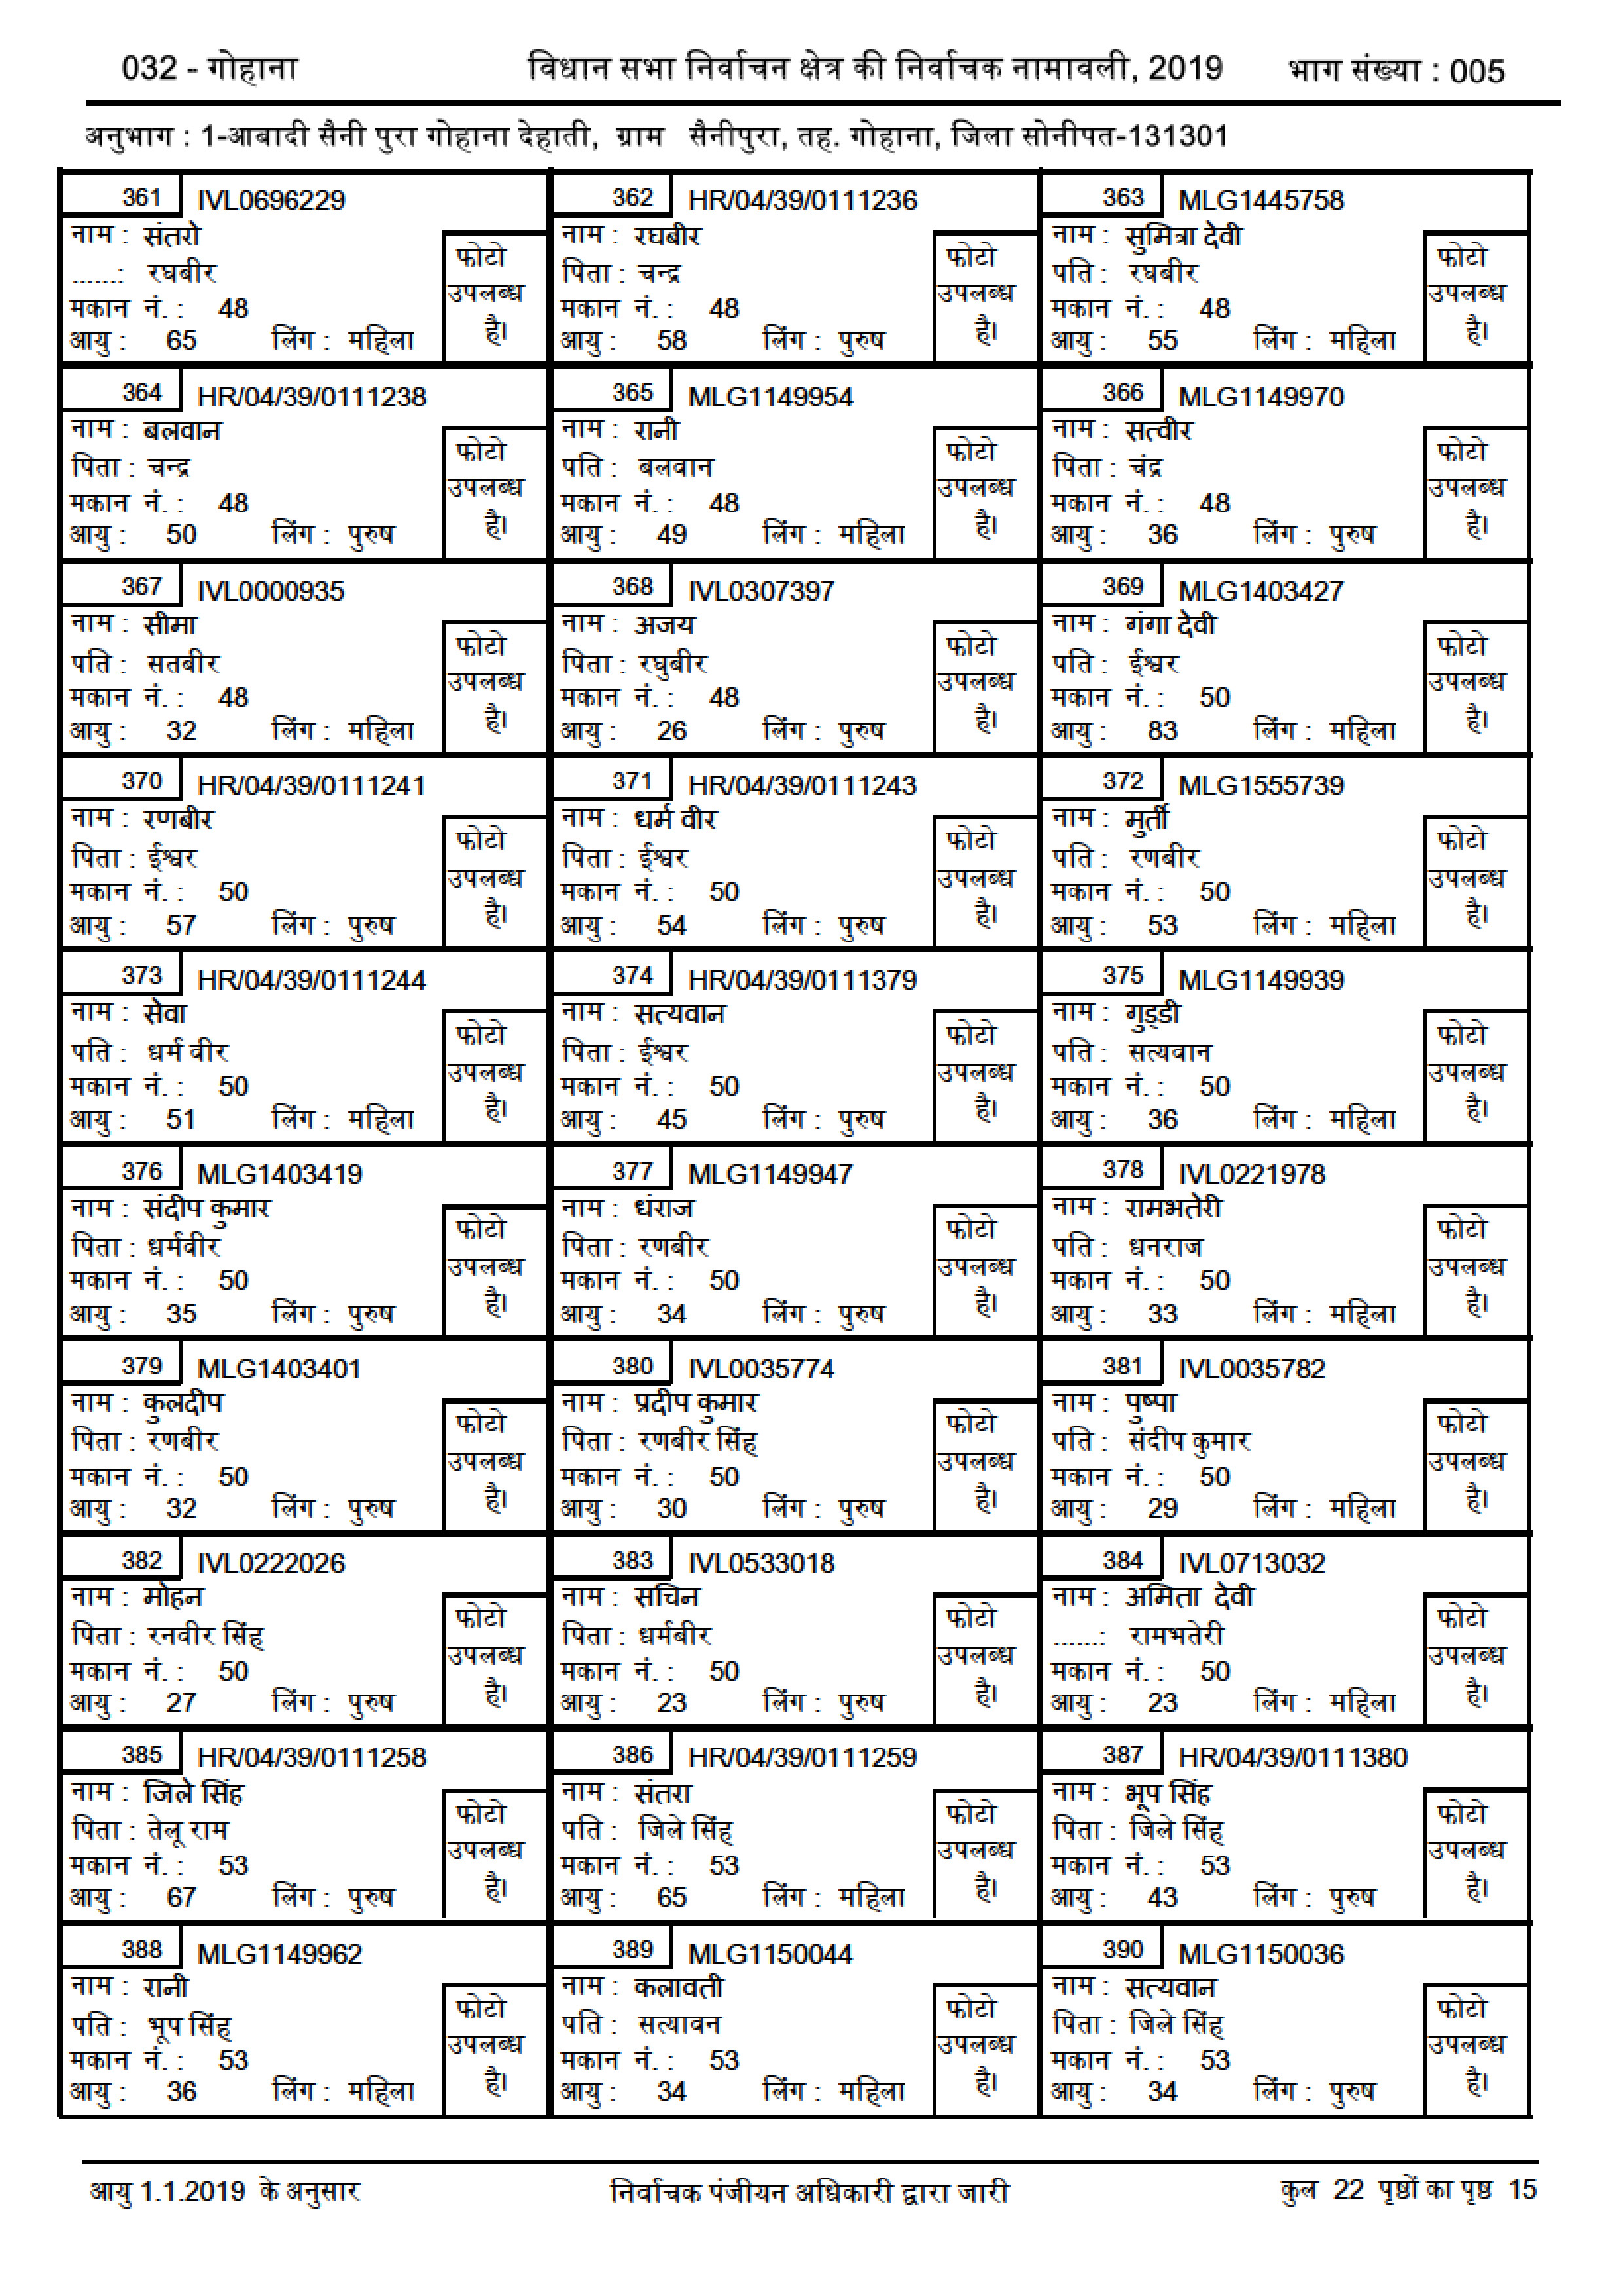 032 - गोहाना विधान सभा निर्वाचन क्षेत्र की निर्वाचक नामावली, 2019 भाग संख्या : 005
अनुभाग : 1-आबादी सैनी पुरा गोहाना देहाती, ग्राम सैनीपुरा, तह. गोहाना, जिला सोनीपत-131301
361 IVL0696229
नाम : संतरो
......: रघबीर
मकान नं. : 48
आयु : 65 लिंग : महिला
फोटो
उपलब्ध
है।
362 HR/04/39/0111236
नाम : रघबीर
पिता : चन्द्र
मकान नं. : 48
आयु : 58 लिंग : पुरुष
फोटो
उपलब्ध
है।
363 MLG1445758
नाम : सुमित्रा देवी
पति : रघबीर
मकान नं. : 48
आयु : 55 लिंग : महिला
फोटो
उपलब्ध
है।
364 HR/04/39/0111238
नाम : बलवान
पिता : चन्द्र
मकान नं. : 48
आयु : 50 लिंग : पुरुष
फोटो
उपलब्ध
है।
365 MLG1149954
नाम : रानी
पति : बलवान
मकान नं. : 48
आयु : 49 लिंग : महिला
फोटो
उपलब्ध
है।
366 MLG1149970
नाम : सत्वीर
पिता : चंद्र
मकान नं. : 48
आयु : 36 लिंग : पुरुष
फोटो
उपलब्ध
है।
367 IVL0000935
नाम : सीमा
पति : सतबीर
मकान नं. : 48
आयु : 32 लिंग : महिला
फोटो
उपलब्ध
है।
368 IVL0307397
नाम : अजय
पिता : रघुबीर
मकान नं. : 48
आयु : 26 लिंग : पुरुष
फोटो
उपलब्ध
है।
369 MLG1403427
नाम : गंगा देवी
पति : ईश्वर
मकान नं. : 50
आयु : 83 लिंग : महिला
फोटो
उपलब्ध
है।
370 HR/04/39/0111241
नाम : रणबीर
पिता : ईश्वर
मकान नं. : 50
आयु : 57 लिंग : पुरुष
फोटो
उपलब्ध
है।
371 HR/04/39/0111243
नाम : धर्म वीर
पिता : ईश्वर
मकान नं. : 50
आयु : 54 लिंग : पुरुष
फोटो
उपलब्ध
है।
372 MLG1555739
नाम : मुर्ती
पति : रणबीर
मकान नं. : 50
आयु : 53 लिंग : महिला
फोटो
उपलब्ध
है।
373 HR/04/39/0111244
नाम : सेवा
पति : धर्म वीर
मकान नं. : 50
आयु : 51 लिंग : महिला
फोटो
उपलब्ध
है।
374 HR/04/39/0111379
नाम : सत्यवान
पिता : ईश्वर
मकान नं. : 50
आयु : 45 लिंग : पुरुष
फोटो
उपलब्ध
है।
375 MLG1149939
नाम : गुड्डी
पति : सत्यवान
मकान नं. : 50
आयु : 36 लिंग : महिला
फोटो
उपलब्ध
है।
376 MLG1403419
नाम : संदीप कुमार
पिता : धर्मवीर
मकान नं. : 50
आयु : 35 लिंग : पुरुष
फोटो
उपलब्ध
है।
377 MLG1149947
नाम : धंराज
पिता : रणबीर
मकान नं. : 50
आयु : 34 लिंग : पुरुष
फोटो
उपलब्ध
है।
378 IVL0221978
नाम : रामभतेरी
पति : धनराज
मकान नं. : 50
आयु : 33 लिंग : महिला
फोटो
उपलब्ध
है।
379 MLG1403401
नाम : कुलदीप
पिता : रणबीर
मकान नं. : 50
आयु : 32 लिंग : पुरुष
फोटो
उपलब्ध
है।
380 IVL0035774
नाम : प्रदीप कुमार
पिता : रणबीर सिंह
मकान नं. : 50
आयु : 30 लिंग : पुरुष
फोटो
उपलब्ध
है।
381 IVL0035782
नाम : पुष्पा
पति : संदीप कुमार
मकान नं. : 50
आयु : 29 लिंग : महिला
फोटो
उपलब्ध
है।
382 IVL0222026
नाम : मोहन
पिता : रनवीर सिंह
मकान नं. : 50
आयु : 27 लिंग : पुरुष
फोटो
उपलब्ध
है।
383 IVL0533018
नाम : सचिन
पिता : धर्मबीर
मकान नं. : 50
आयु : 23 लिंग : पुरुष
फोटो
उपलब्ध
है।
384 IVL0713032
नाम : अमिता देवी
......: रामभतेरी
मकान नं. : 50
आयु : 23 लिंग : महिला
फोटो
उपलब्ध
है।
385 HR/04/39/0111258
नाम : जिले सिंह
पिता : तेलू राम
मकान नं. : 53
आयु : 67 लिंग : पुरुष
फोटो
उपलब्ध
है।
386 HR/04/39/0111259
नाम : संतरा
पति : जिले सिंह
मकान नं. : 53
आयु : 65 लिंग : महिला
फोटो
उपलब्ध
है।
387 HR/04/39/0111380
नाम : भूप सिंह
पिता : जिले सिंह
मकान नं. : 53
आयु : 43 लिंग : पुरुष
फोटो
उपलब्ध
है।
388 MLG1149962
नाम : रानी
पति : भूप सिंह
मकान नं. : 53
आयु : 36 लिंग : महिला
फोटो
उपलब्ध
है।
389 MLG1150044
नाम : कलावती
पति : सत्यावन
मकान नं. : 53
आयु : 34 लिंग : महिला
फोटो
उपलब्ध
है।
390 MLG1150036
नाम : सत्यवान
पिता : जिले सिंह
मकान नं. : 53
आयु : 34 लिंग : पुरुष
फोटो
उपलब्ध
है।
आयु 1.1.2019 के अनुसार निर्वाचक पंजीयन अधिकारी द्वारा जारी कुल 22 पृष्ठों का पृष्ठ 15